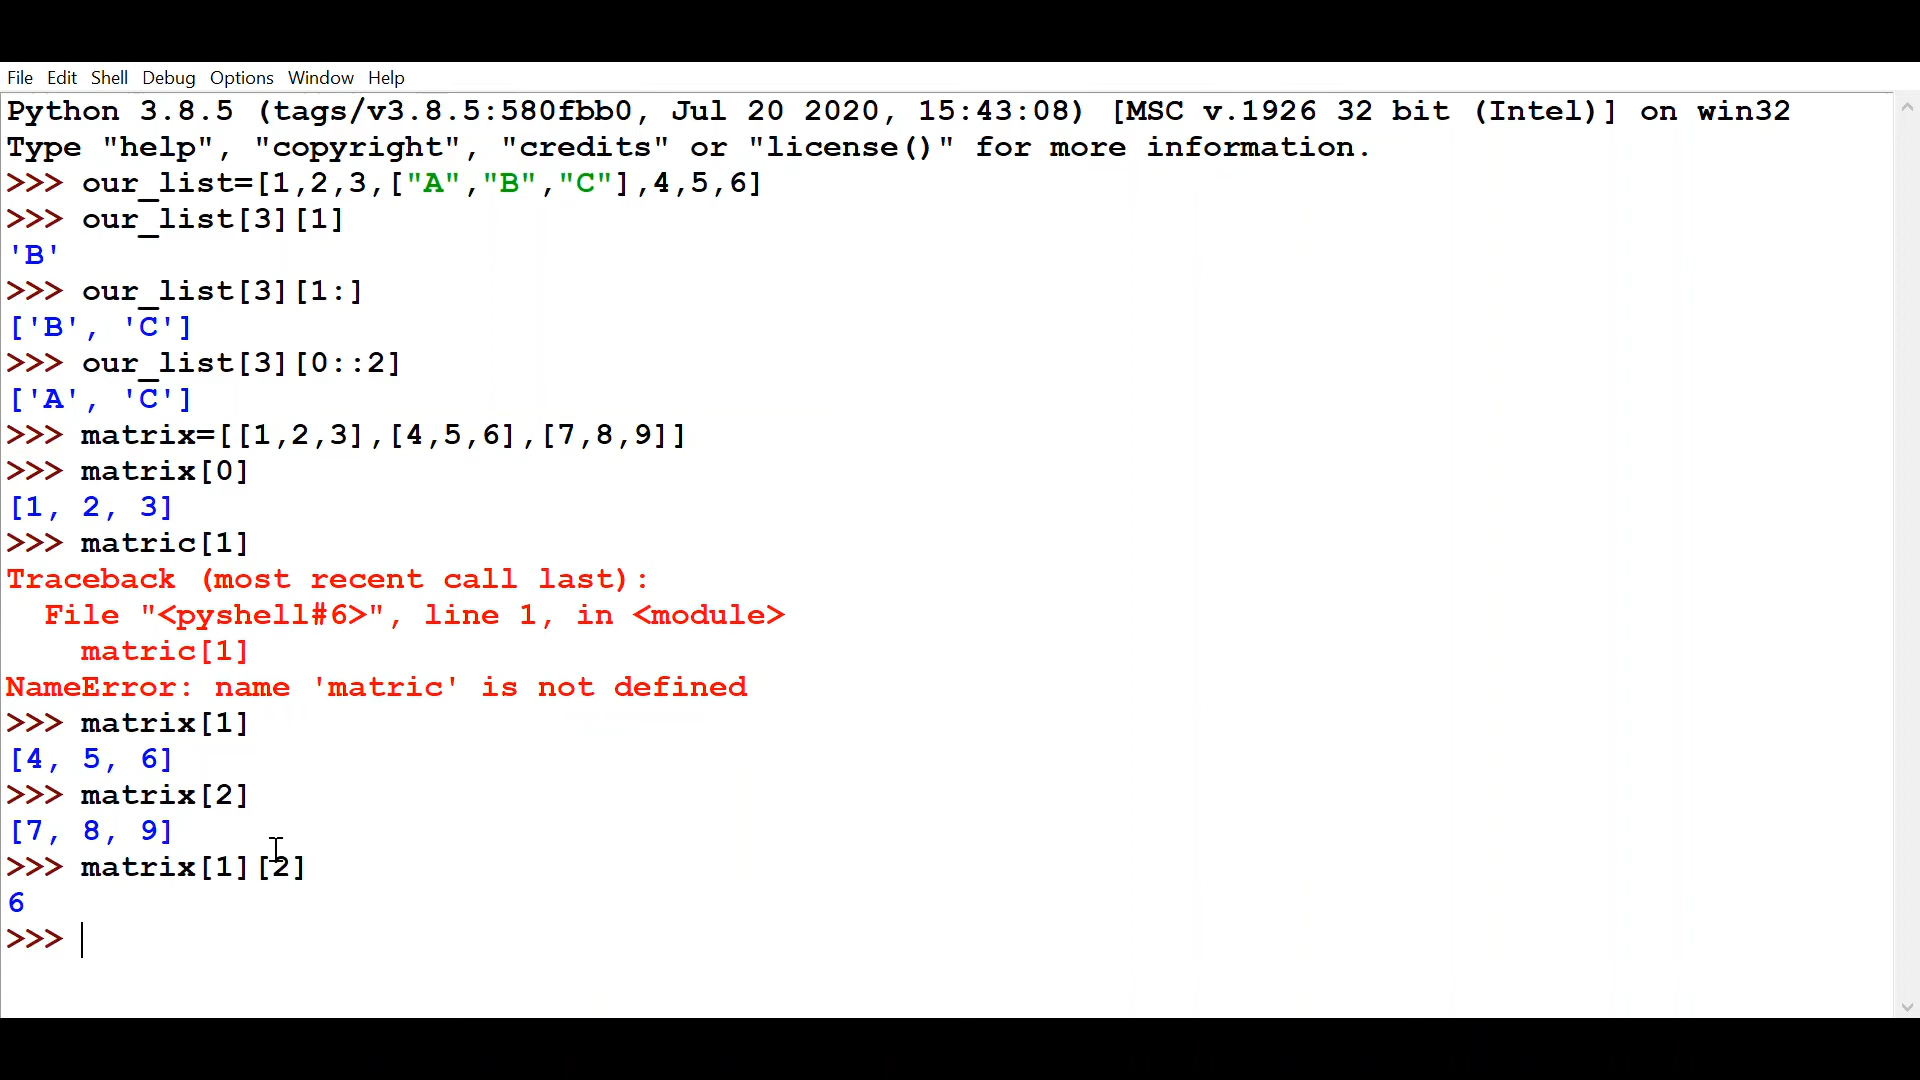 File Edit Shell Debug Options Window Help
Python 3.8.5 (tags/v3.8.5:580fbb0, Jul 20 2020, 15:43:08) [MSC v.1926 32 bit (Intel)] on win32
Type "help", "copyright", "credits" or "license()" for more information.
>>> our_list=[1,2,3,["A","B","C"],4,5,6]
>>> our_list[3][1]
'B'
>>> our_list[3][1:]
['B', 'C']
>>> our_list[3][0::2]
['A', 'C']
>>> matrix=[[1,2,3],[4,5,6],[7,8,9]]
>>> matrix[0]
[1, 2, 3]
>>> matric[1]
Traceback (most recent call last):
  File "<pyshell#6>", line 1, in <module>
    matric[1]
NameError: name 'matric' is not defined
>>> matrix[1]
[4, 5, 6]
>>> matrix[2]
[7, 8, 9]
>>> matrix[1][2]
6
>>>